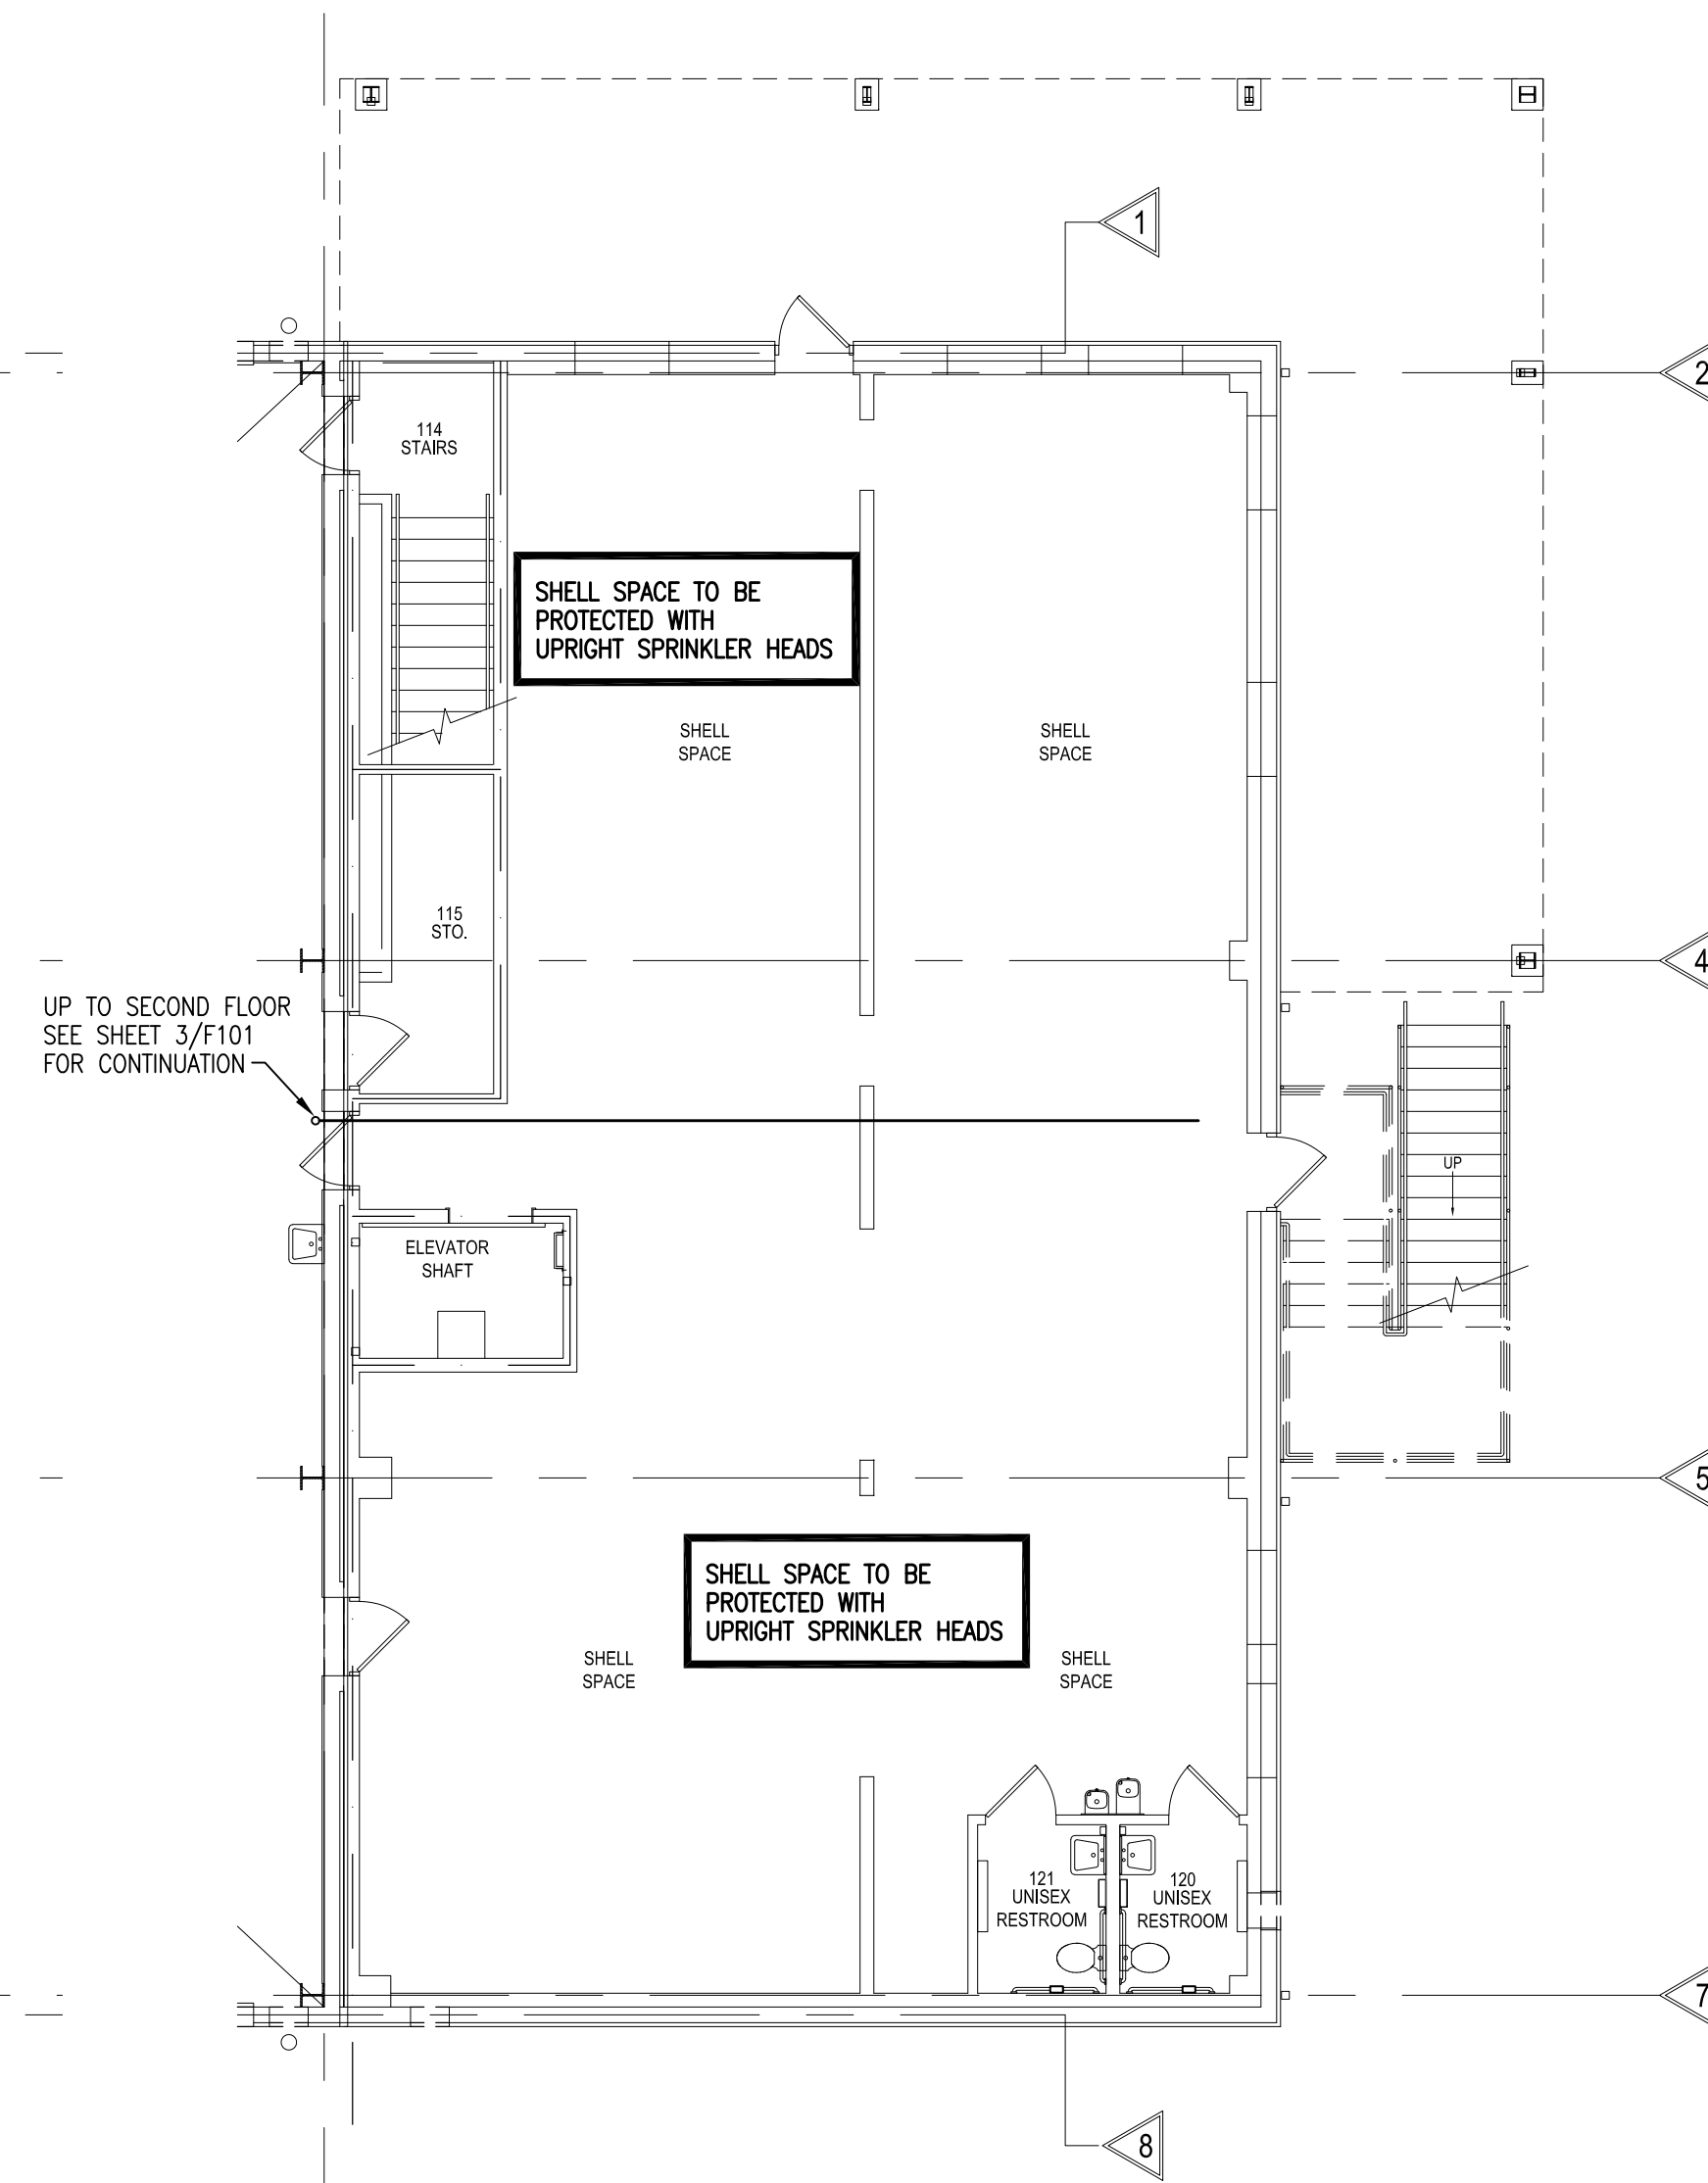 1
2
114
STAIRS
SHELL SPACE TO BE
PROTECTED WITH
UPRIGHT SPRINKLER HEADS
SHELL
SPACE
SHELL
SPACE
115
STO.
4
UP TO SECOND FLOOR
SEE SHEET 3/F101
FOR CONTINUATION
UP
ELEVATOR
SHAFT
5
SHELL SPACE TO BE
PROTECTED WITH
UPRIGHT SPRINKLER HEADS
SHELL
SPACE
SHELL
SPACE
121
UNISEX
RESTROOM
120
UNISEX
RESTROOM
7
8